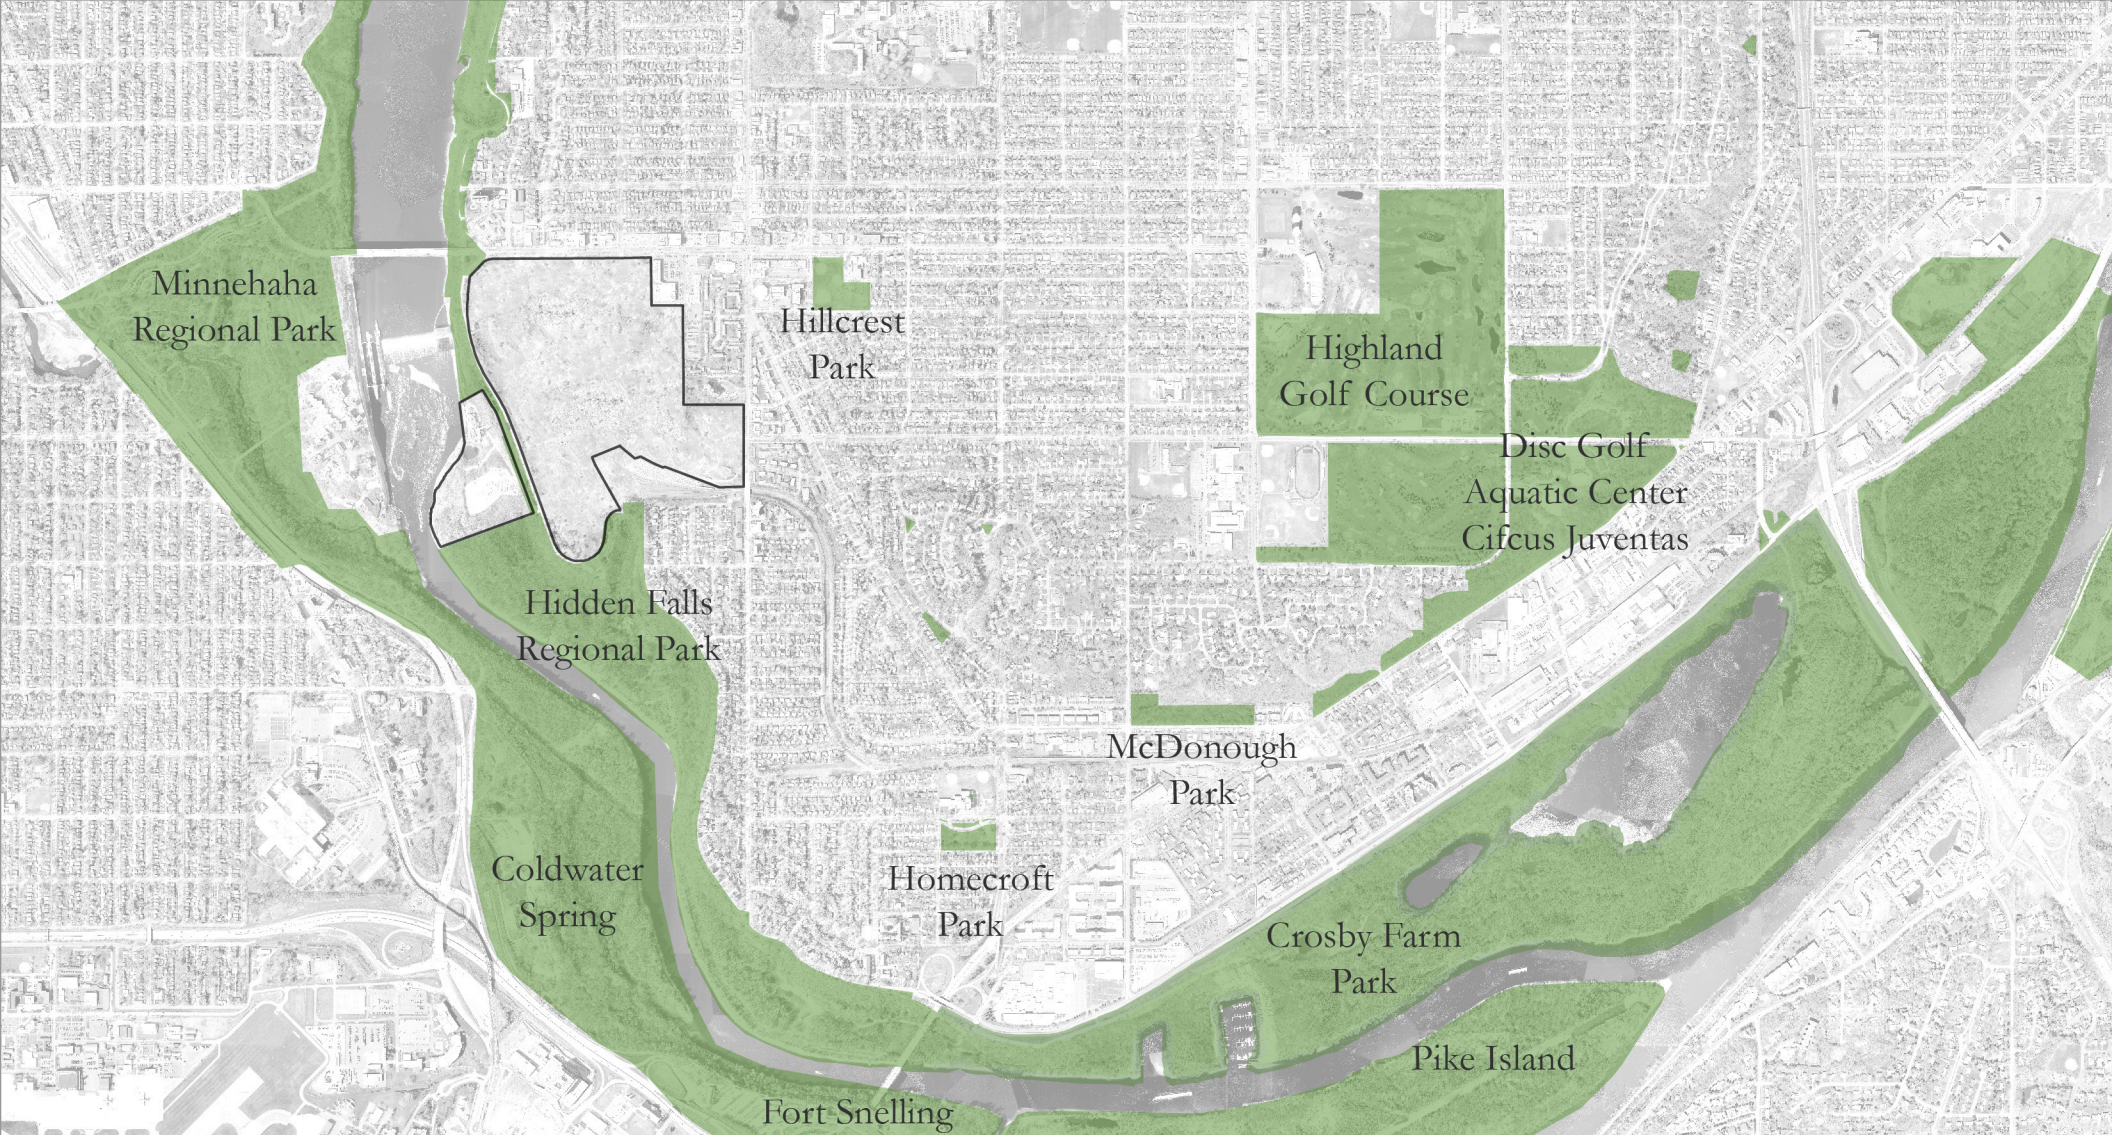 Minnehaha
Regional Park
Hillcrest
Park
Highland
Golf Course
Disc Golf
Aquatic Center
Cifcus Juventas
Hidden Falls
Regional Park
McDonough
Park
Coldwater
Spring
Homecroft
Park
Crosby Farm
Park
Pike Island
Fort Snelling